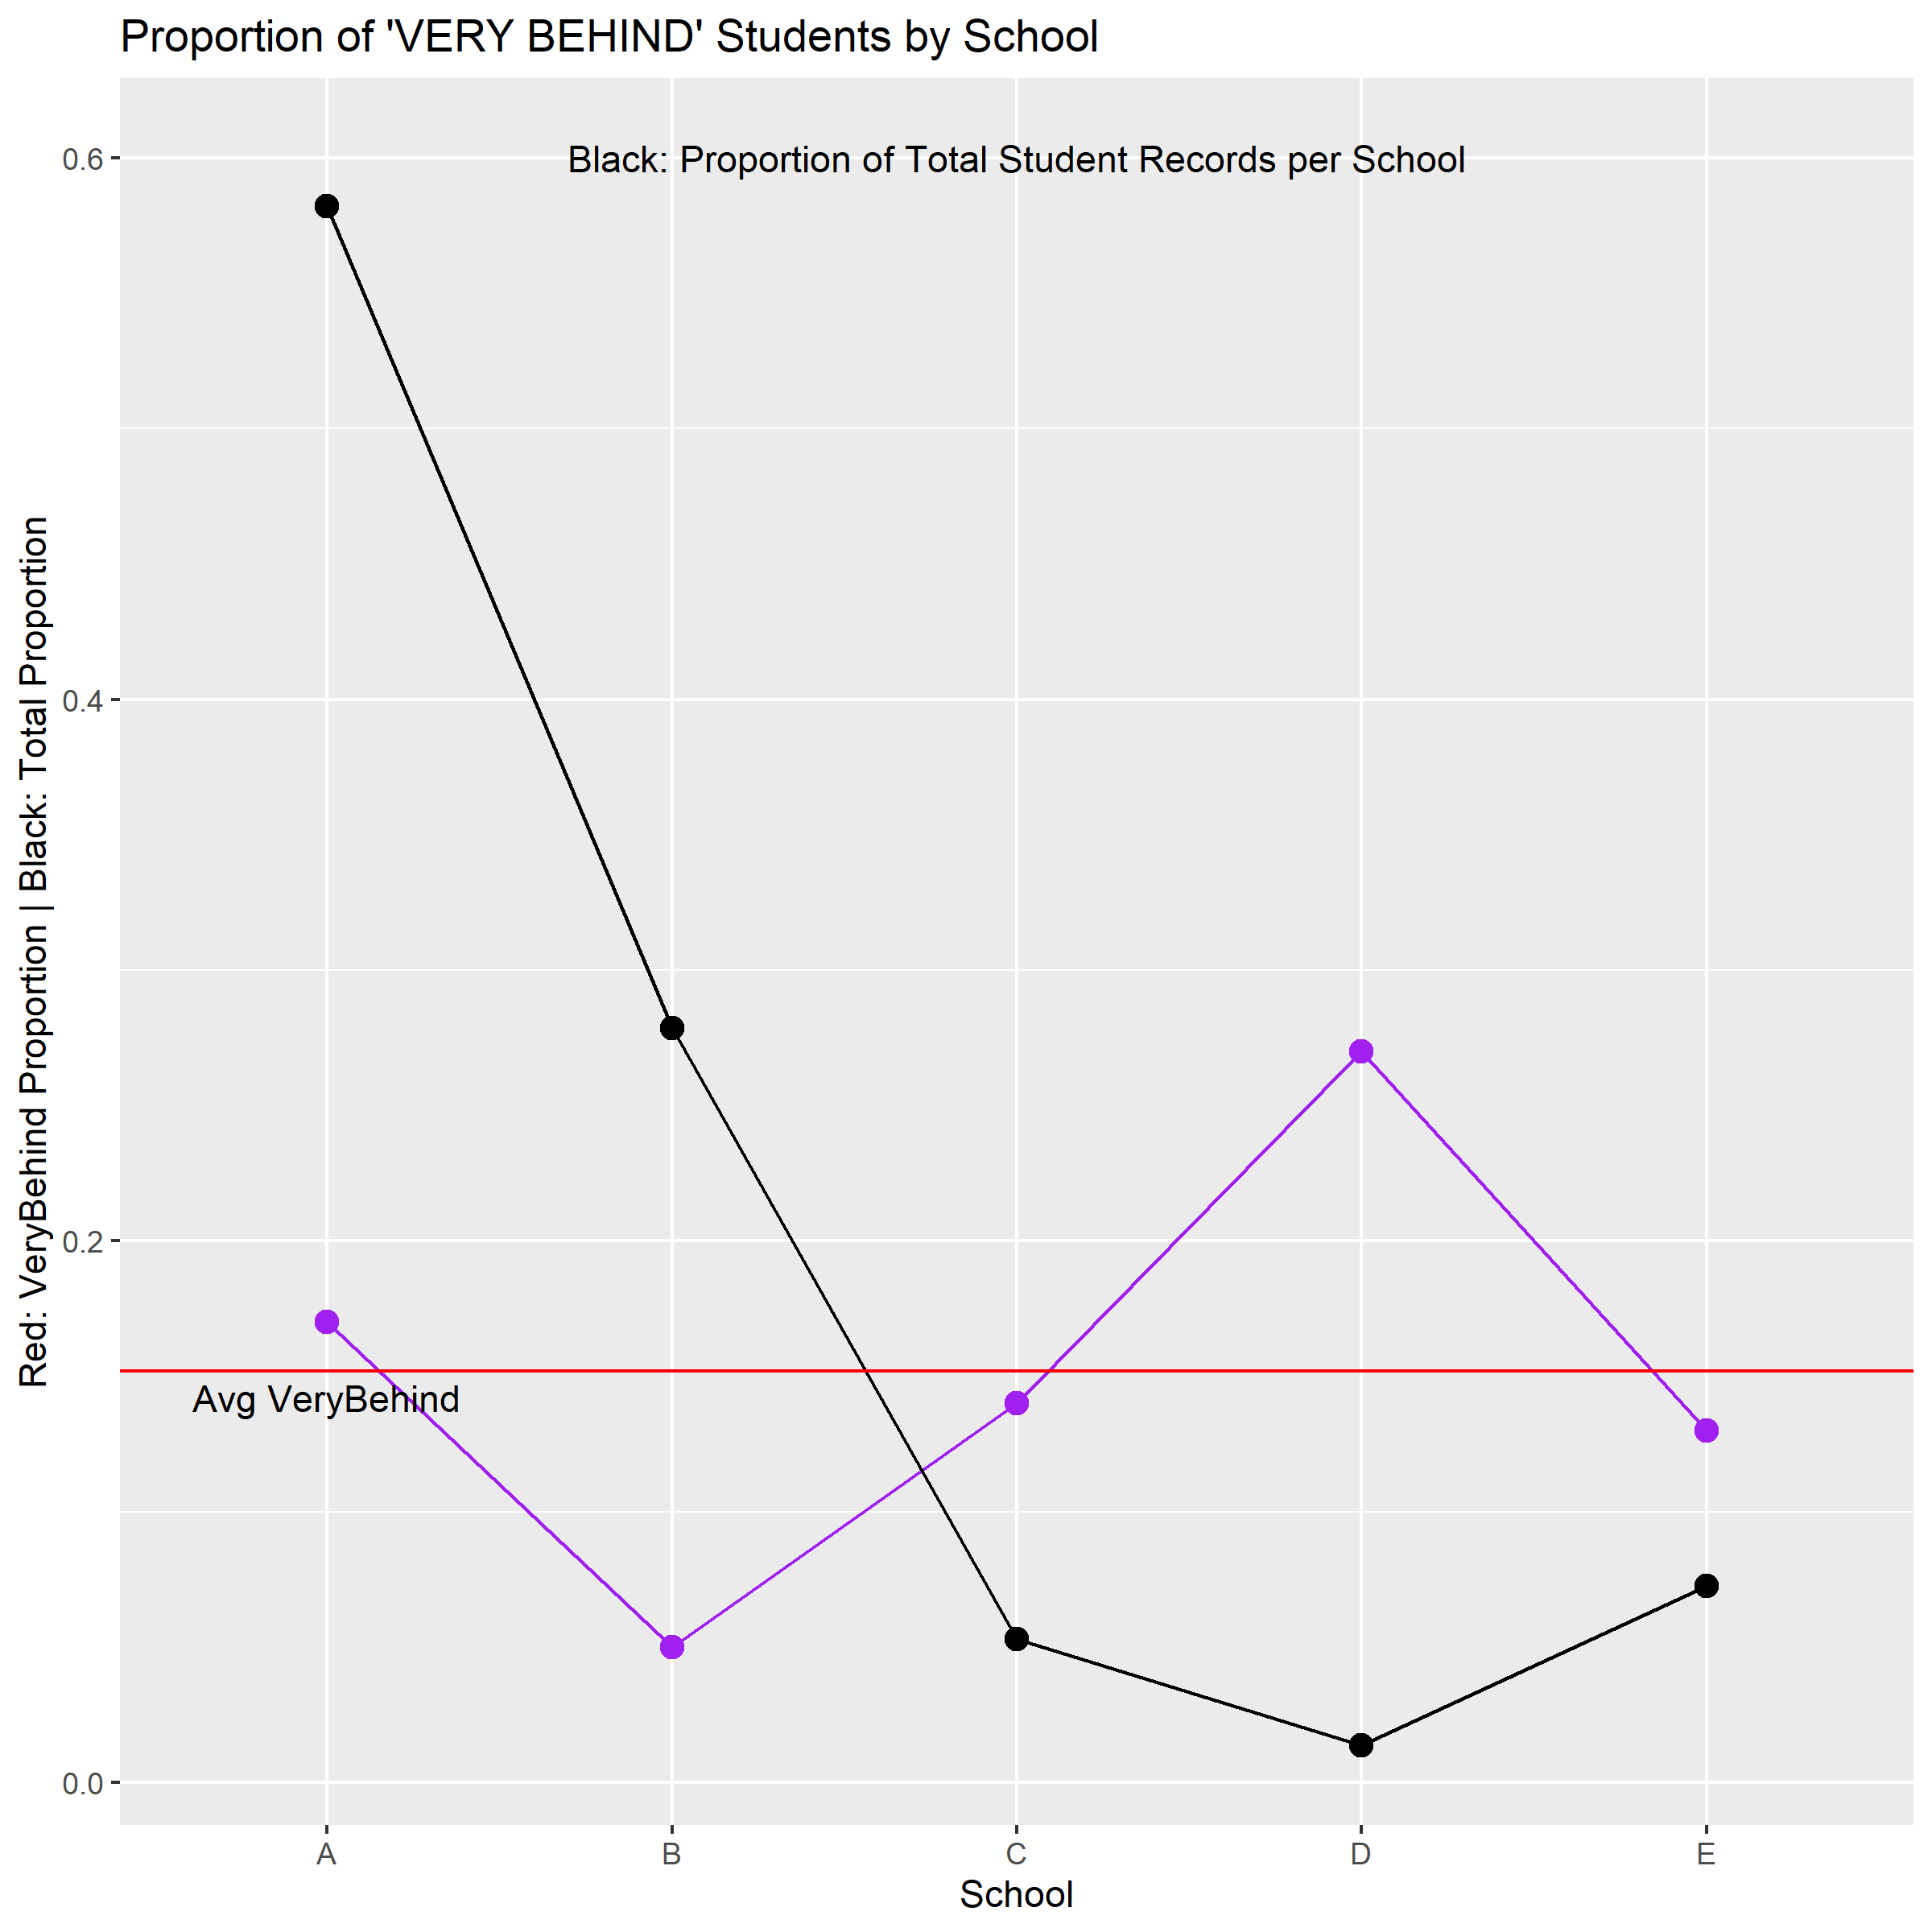 Proportion of 'VERY BEHIND' Students by School
Red: VeryBehind Proportion | Black: Total Proportion
0.6
0.4
0.2
0.0
Black: Proportion of Total Student Records per School
Avg VeryBehind
A
B
C
D
E
School